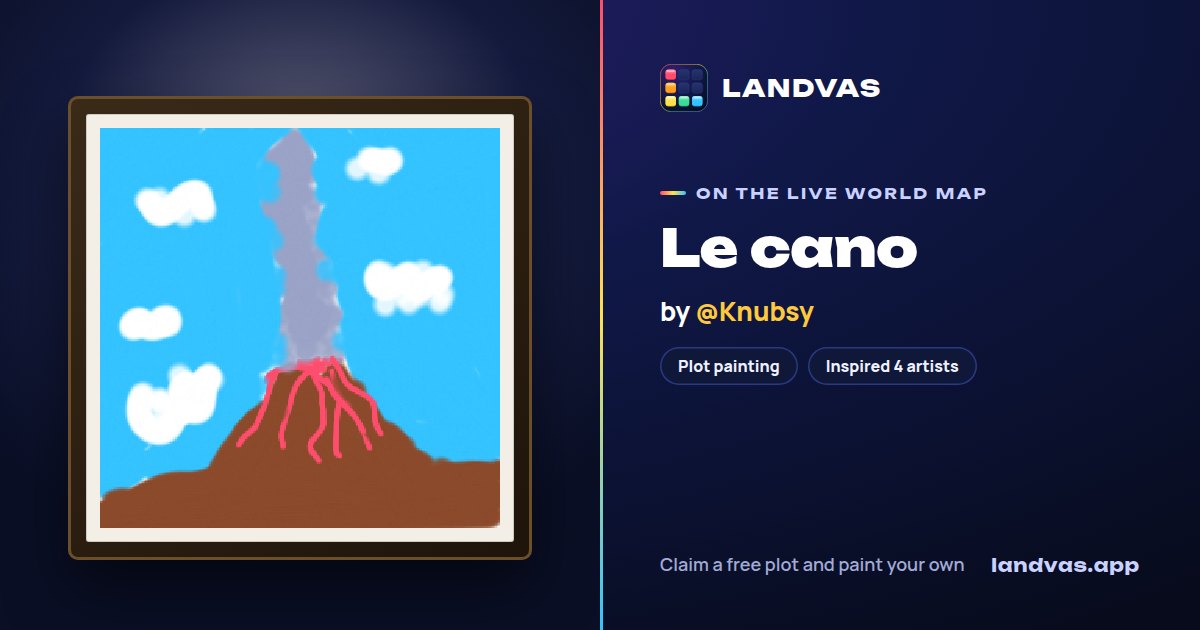 LANDVAS
ON THE LIVE WORLD MAP
Le cano
by @Knubsy
Plot painting
Inspired 4 artists
Claim a free plot and paint your own
landvas.app